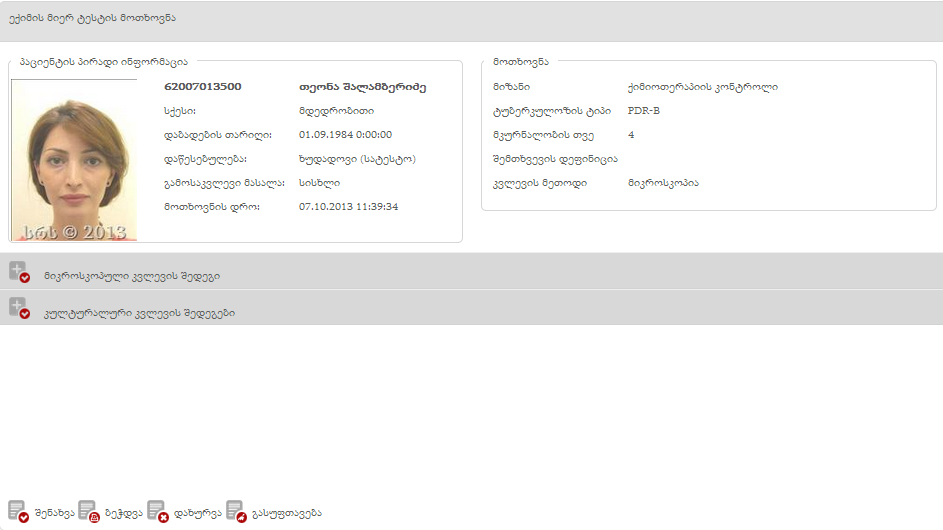 ექიმის მიერ ტესტის მოთხოვნა
პაციენტის პირადი ინფორმაცია
62007013500 თეონა შალამბერიძე
სქესი: მდედრობითი
დაბადების თარიღი: 01.09.1984 0:00:00
დაწესებულება: ხუდადოვი (სატესტო)
გამოსაკვლევი მასალა: სისხლი
მოთხოვნის დრო: 07.10.2013 11:39:34
სრს © 2013
მოთხოვნა
მიზანი ქიმიოთერაპიის კონტროლი
ტუბერკულოზის ტიპი PDR-B
მკურნალობის თვე 4
შემთხვევის დეფინიცია
კვლევის მეთოდი მიკროსკოპია
მიკროსკოპული კვლევის შედეგი
კულტურალური კვლევის შედეგები
შენახვა ბეჭდვა დახურვა გასუფთავება